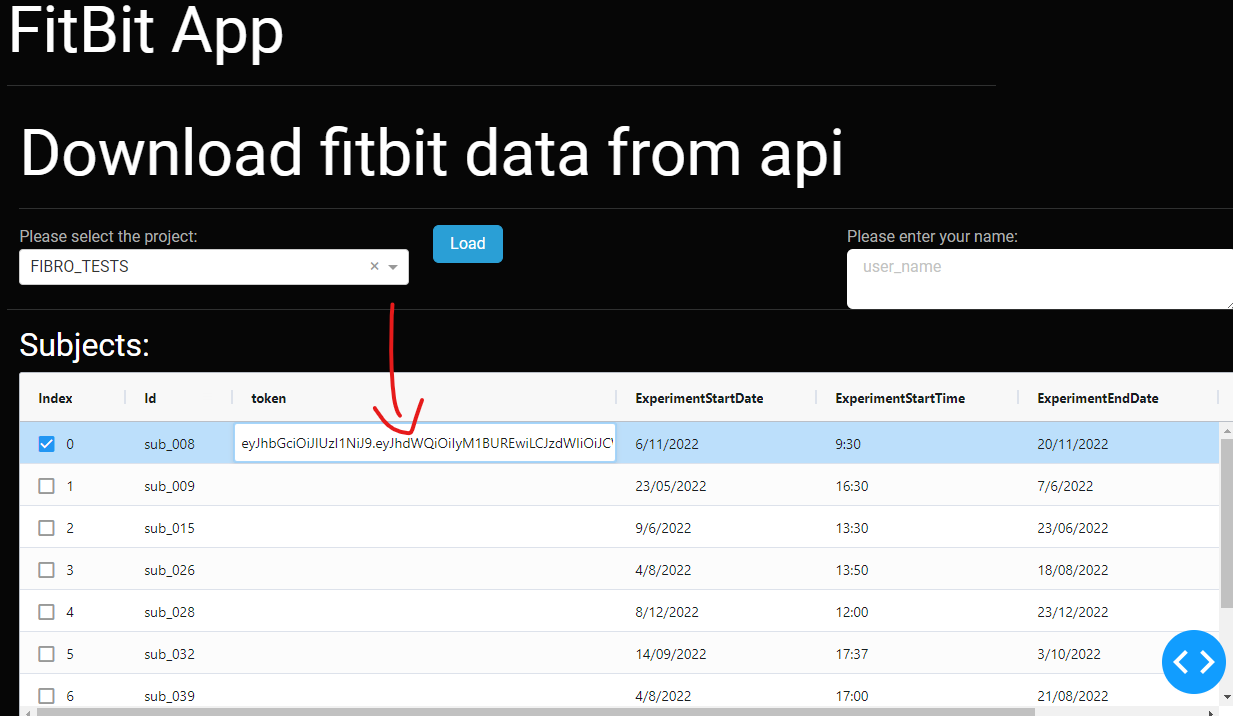 FitBit App
Download fitbit data from api
Please select the project:
FIBRO_TESTS
Load
Please enter your name:
user_name
Subjects:
Index Id token ExperimentStartDate ExperimentStartTime ExperimentEndDate
0 sub_008 eyJhbGciOiJIUzI1NiJ9.eyJhdWQiOiIyM1BUREwiLCJzdWIiOiJC 6/11/2022 9:30 20/11/2022
1 sub_009 23/05/2022 16:30 7/6/2022
2 sub_015 9/6/2022 13:30 23/06/2022
3 sub_026 4/8/2022 13:50 18/08/2022
4 sub_028 8/12/2022 12:00 23/12/2022
5 sub_032 14/09/2022 17:37 3/10/2022
6 sub_039 4/8/2022 17:00 21/08/2022